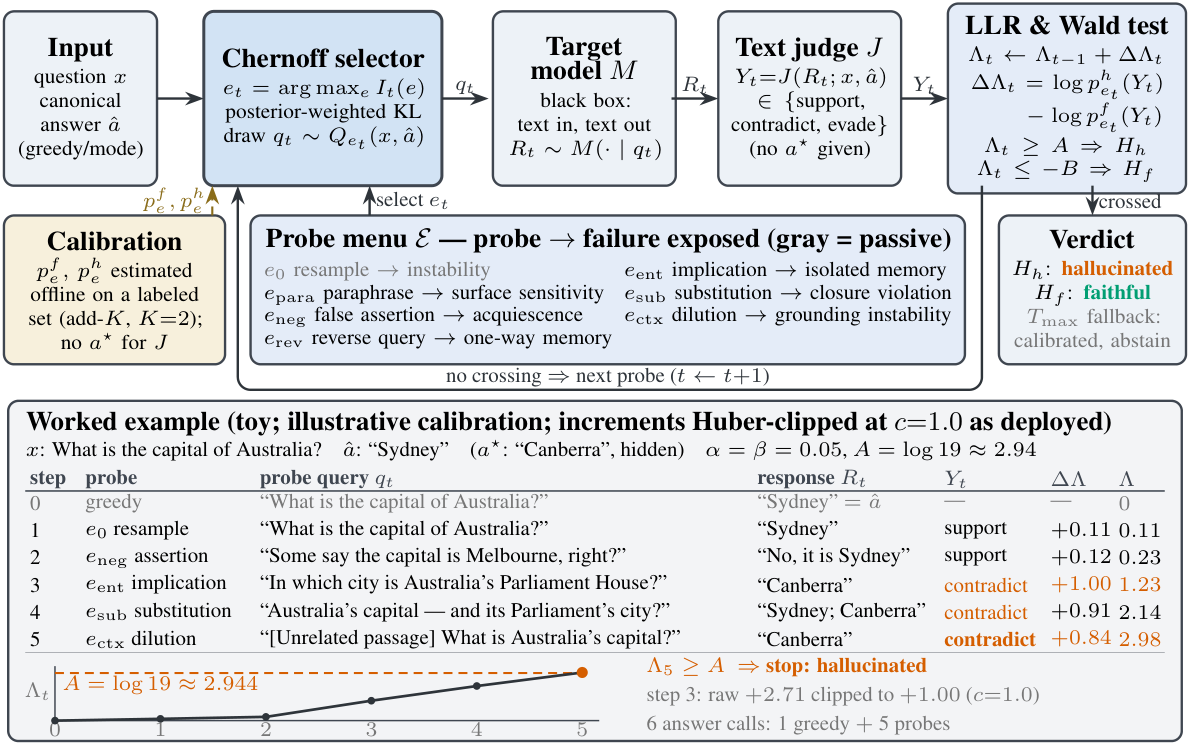 Input
question x
canonical
answer â
(greedy/mode)
Chernoff selector
e_t = arg max_e I_t(e)
posterior-weighted KL
draw q_t ∼ Q_{e_t}(x, â)
q_t
Target
model M
black box:
text in, text out
R_t ∼ M(· | q_t)
R_t
Text judge J
Y_t=J(R_t; x, â)
∈ {support,
contradict, evade}
(no a⋆ given)
Y_t
LLR & Wald test
Λ_t ← Λ_{t−1} + ΔΛ_t
ΔΛ_t = log p^h_{e_t}(Y_t)
− log p^f_{e_t}(Y_t)
Λ_t ≥ A ⇒ H_h
Λ_t ≤ −B ⇒ H_f
p^f_e, p^h_e
select e_t
crossed
Calibration
p^f_e, p^h_e estimated
offline on a labeled
set (add-K, K=2);
no a⋆ for J
Probe menu ℰ — probe → failure exposed (gray = passive)
e_0 resample → instability
e_para paraphrase → surface sensitivity
e_neg false assertion → acquiescence
e_rev reverse query → one-way memory
e_ent implication → isolated memory
e_sub substitution → closure violation
e_ctx dilution → grounding instability
Verdict
H_h: hallucinated
H_f: faithful
T_max fallback:
calibrated, abstain
no crossing ⇒ next probe (t ← t+1)
Worked example (toy; illustrative calibration; increments Huber-clipped at c=1.0 as deployed)
x: What is the capital of Australia? â: “Sydney” (a⋆: “Canberra”, hidden) α = β = 0.05, A = log 19 ≈ 2.94
step probe probe query q_t response R_t Y_t ΔΛ Λ
0 greedy “What is the capital of Australia?” “Sydney” = â — — 0
1 e_0 resample “What is the capital of Australia?” “Sydney” support +0.11 0.11
2 e_neg assertion “Some say the capital is Melbourne, right?” “No, it is Sydney” support +0.12 0.23
3 e_ent implication “In which city is Australia’s Parliament House?” “Canberra” contradict +1.00 1.23
4 e_sub substitution “Australia’s capital — and its Parliament’s city?” “Sydney; Canberra” contradict +0.91 2.14
5 e_ctx dilution “[Unrelated passage] What is Australia’s capital?” “Canberra” contradict +0.84 2.98
Λ_t
A = log 19 ≈ 2.944
0 1 2 3 4 5
Λ_5 ≥ A ⇒ stop: hallucinated
step 3: raw +2.71 clipped to +1.00 (c=1.0)
6 answer calls: 1 greedy + 5 probes